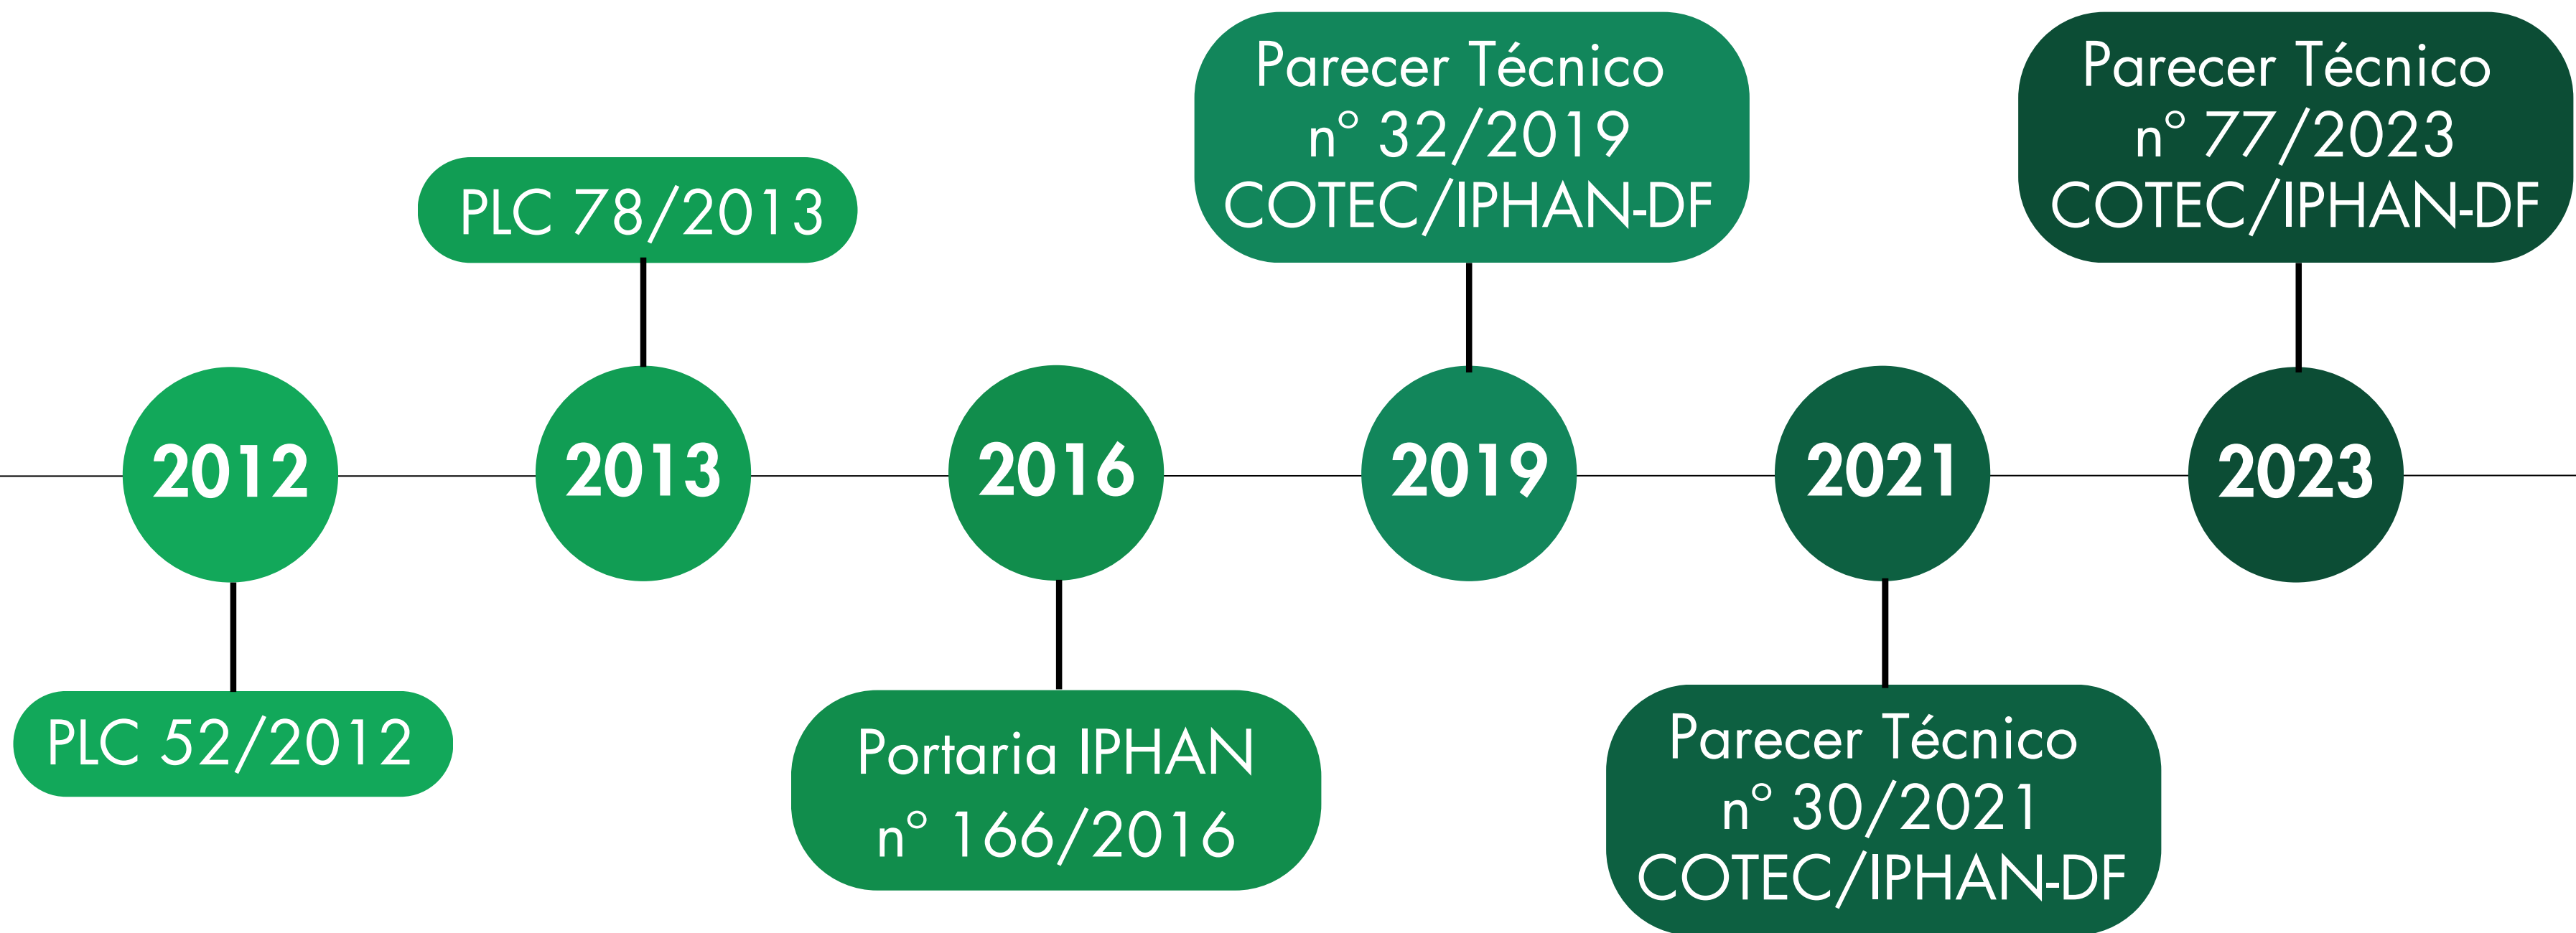 2012
PLC 52/2012
2013
PLC 78/2013
2016
Portaria IPHAN
n° 166/2016
2019
Parecer Técnico
n° 32/2019
COTEC/IPHAN-DF
2021
Parecer Técnico
n° 30/2021
COTEC/IPHAN-DF
2023
Parecer Técnico
n° 77/2023
COTEC/IPHAN-DF